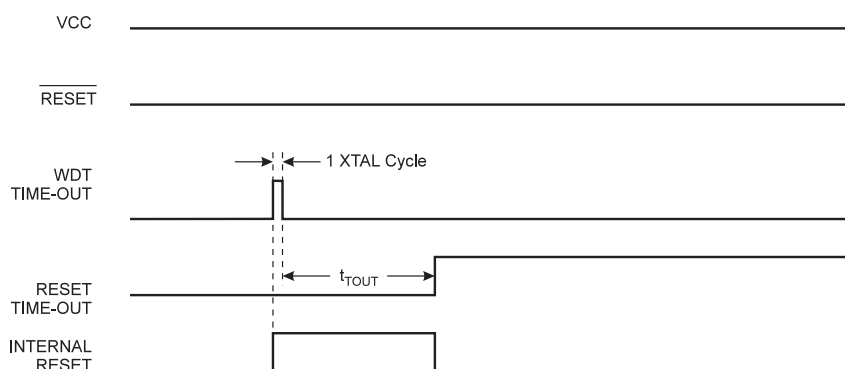 VCC
RESET
1 XTAL Cycle
WDT
TIME-OUT
tTOUT
RESET
TIME-OUT
INTERNAL
RESET